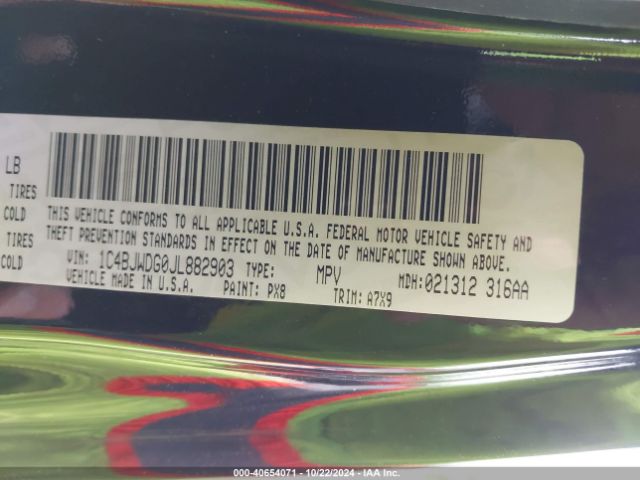 LB
TIRES
COLD
TIRES
COLD
THIS VEHICLE CONFORMS TO ALL APPLICABLE U.S.A. FEDERAL MOTOR VEHICLE SAFETY AND
THEFT PREVENTION STANDARDS IN EFFECT ON THE DATE OF MANUFACTURE SHOWN ABOVE.
VIN: 1C4BJWDG0JL882903 TYPE: MPV MDH:021312 316AA
VEHICLE MADE IN U.S.A. PAINT: PX8 TRIM: A7X9
000-40654071 - 10/22/2024 - IAA Inc.